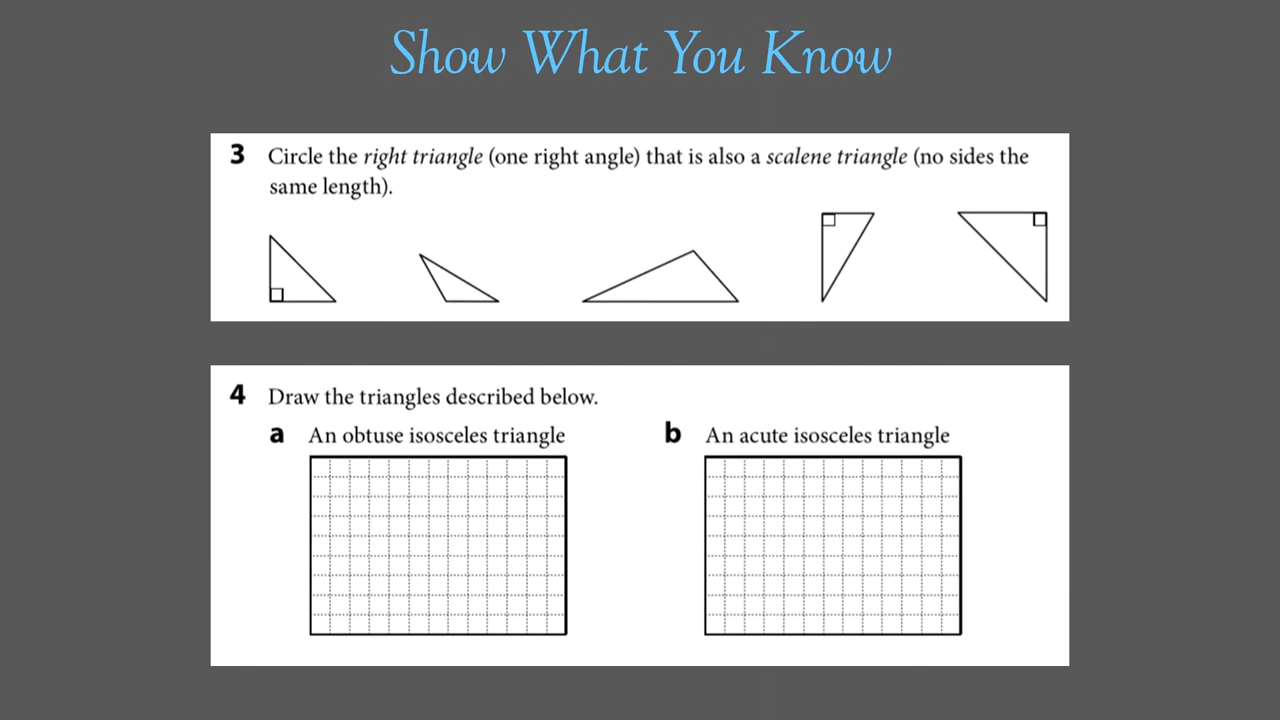 Show What You Know
3 Circle the right triangle (one right angle) that is also a scalene triangle (no sides the
same length).
4 Draw the triangles described below.
a An obtuse isosceles triangle
b An acute isosceles triangle